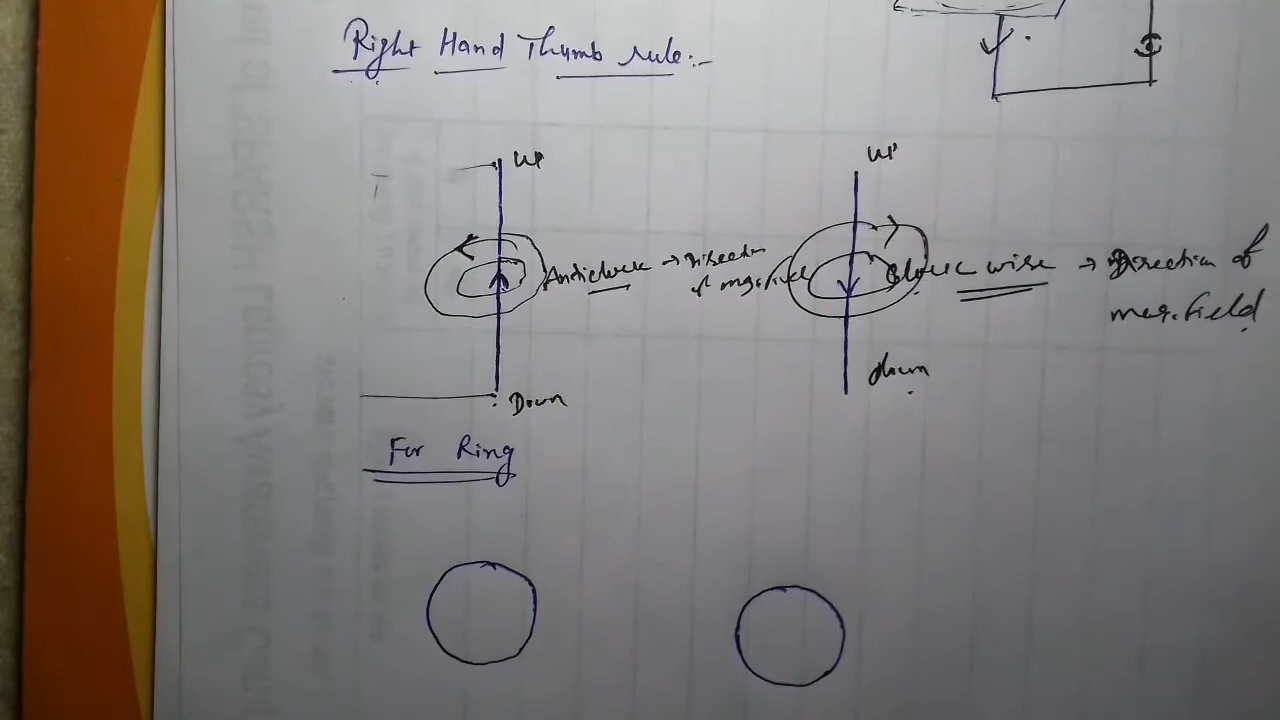 Right Hand Thumb rule:-
up
up
Anticlock → Direction
of mag. field
Clock wise → Direction of
mag. field
down
Down
For Ring